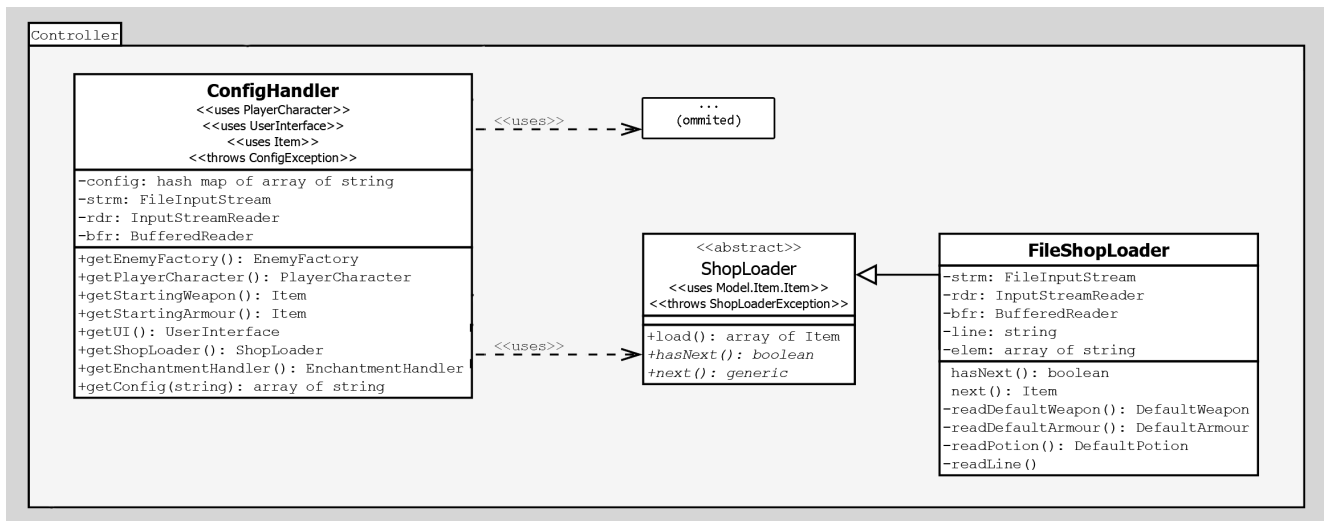 Controller
ConfigHandler
<<uses PlayerCharacter>>
<<uses UserInterface>>
<<uses Item>>
<<throws ConfigException>>
-config: hash map of array of string
-strm: FileInputStream
-rdr: InputStreamReader
-bfr: BufferedReader
+getEnemyFactory(): EnemyFactory
+getPlayerCharacter(): PlayerCharacter
+getStartingWeapon(): Item
+getStartingArmour(): Item
+getUI(): UserInterface
+getShopLoader(): ShopLoader
+getEnchantmentHandler(): EnchantmentHandler
+getConfig(string): array of string
<<uses>>
...
(ommited)
<<uses>>
<<abstract>>
ShopLoader
<<uses Model.Item.Item>>
<<throws ShopLoaderException>>
+load(): array of Item
+hasNext(): boolean
+next(): generic
FileShopLoader
-strm: FileInputStream
-rdr: InputStreamReader
-bfr: BufferedReader
-line: string
-elem: array of string
hasNext(): boolean
next(): Item
-readDefaultWeapon(): DefaultWeapon
-readDefaultArmour(): DefaultArmour
-readPotion(): DefaultPotion
-readLine()